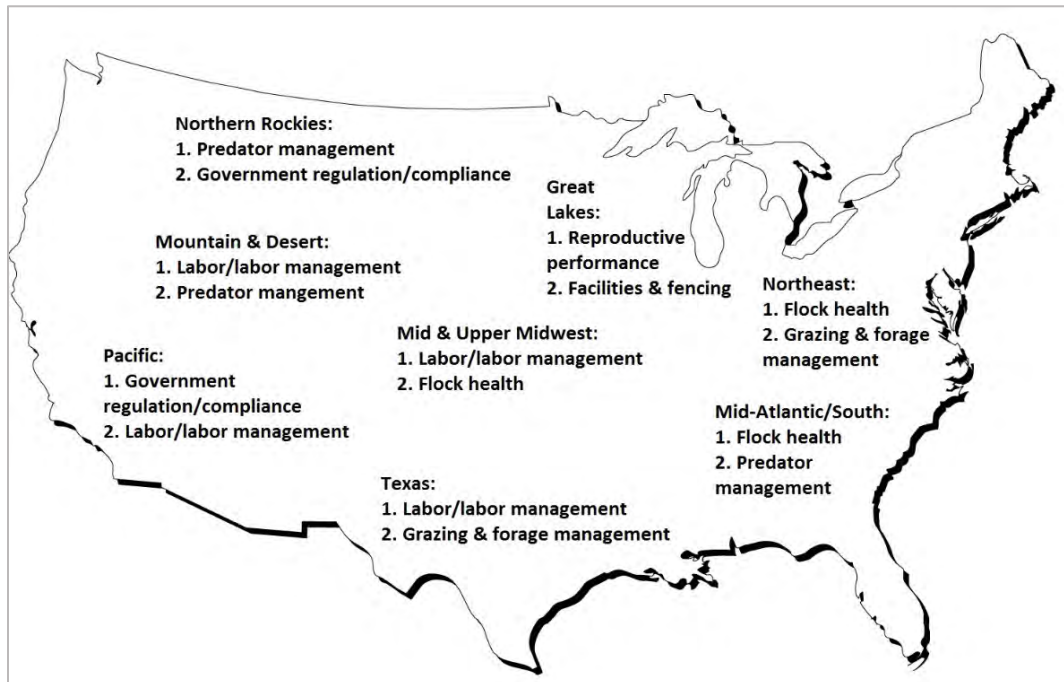 Northern Rockies:
1. Predator management
2. Government regulation/compliance
Great
Lakes:
1. Reproductive
performance
2. Facilities & fencing
Mountain & Desert:
1. Labor/labor management
2. Predator mangement
Northeast:
1. Flock health
2. Grazing & forage
management
Mid & Upper Midwest:
1. Labor/labor management
2. Flock health
Pacific:
1. Government
regulation/compliance
2. Labor/labor management
Mid-Atlantic/South:
1. Flock health
2. Predator
management
Texas:
1. Labor/labor management
2. Grazing & forage management